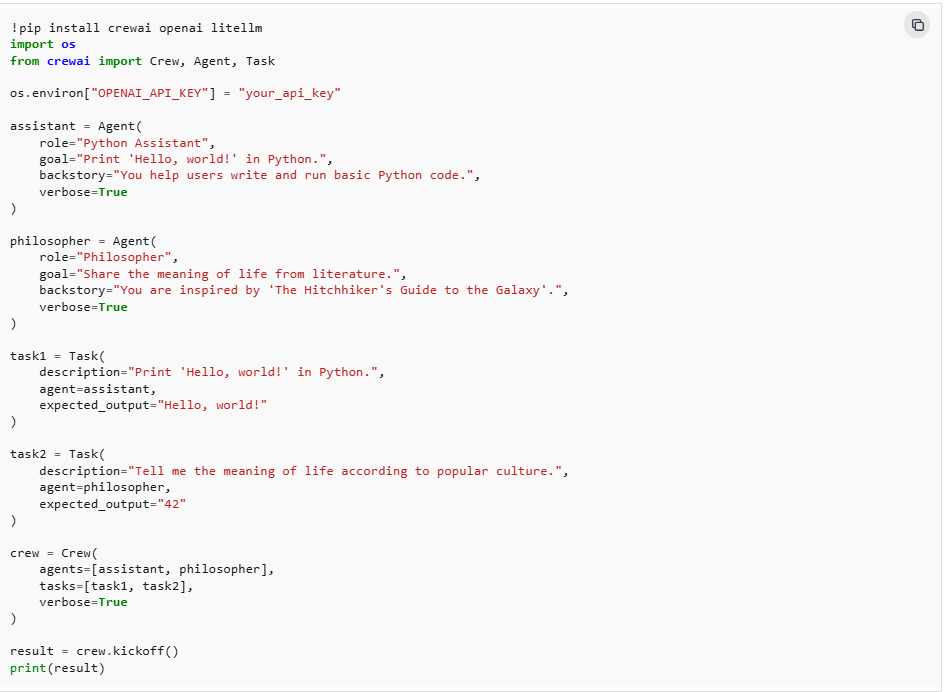 !pip install crewai openai litellm
import os
from crewai import Crew, Agent, Task

os.environ["OPENAI_API_KEY"] = "your_api_key"

assistant = Agent(
    role="Python Assistant",
    goal="Print 'Hello, world!' in Python.",
    backstory="You help users write and run basic Python code.",
    verbose=True
)

philosopher = Agent(
    role="Philosopher",
    goal="Share the meaning of life from literature.",
    backstory="You are inspired by 'The Hitchhiker's Guide to the Galaxy'.",
    verbose=True
)

task1 = Task(
    description="Print 'Hello, world!' in Python.",
    agent=assistant,
    expected_output="Hello, world!"
)

task2 = Task(
    description="Tell me the meaning of life according to popular culture.",
    agent=philosopher,
    expected_output="42"
)

crew = Crew(
    agents=[assistant, philosopher],
    tasks=[task1, task2],
    verbose=True
)

result = crew.kickoff()
print(result)